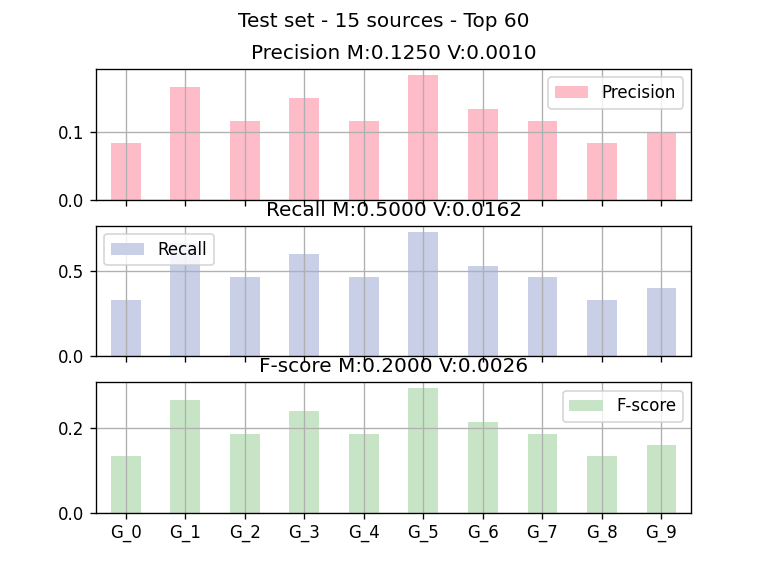 Test set - 15 sources - Top 60
Precision M:0.1250 V:0.0010
Precision
0.1
0.0
Recall M:0.5000 V:0.0162
Recall
0.5
0.0
F-score M:0.2000 V:0.0026
F-score
0.2
0.0
G_0 G_1 G_2 G_3 G_4 G_5 G_6 G_7 G_8 G_9